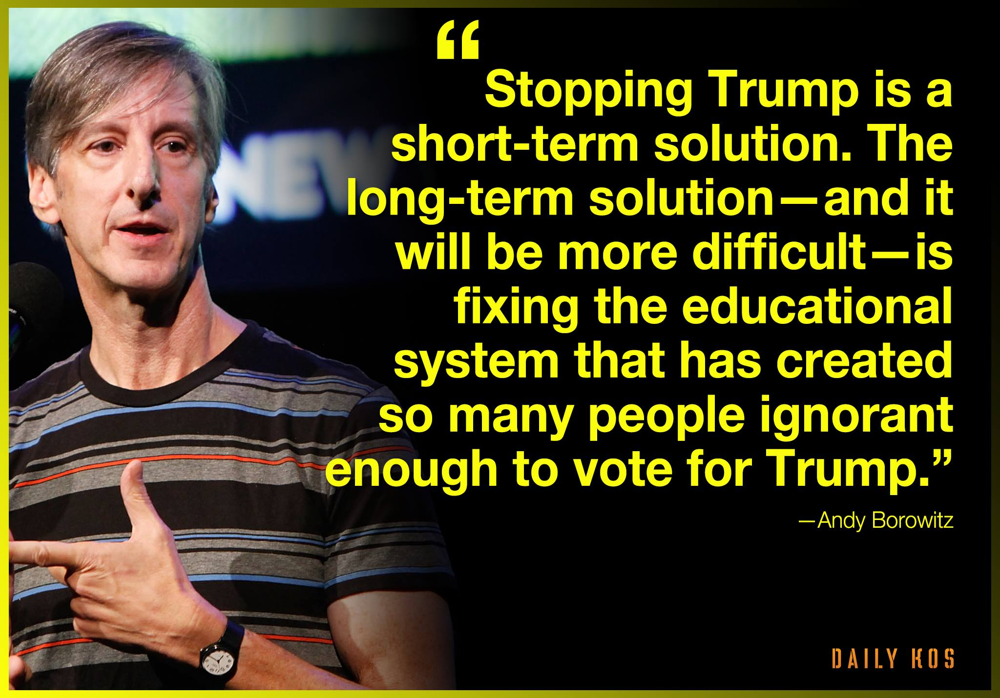 NEW
“
Stopping Trump is a
short-term solution. The
long-term solution—and it
will be more difficult—is
fixing the educational
system that has created
so many people ignorant
enough to vote for Trump.”
—Andy Borowitz
DAILY KOS